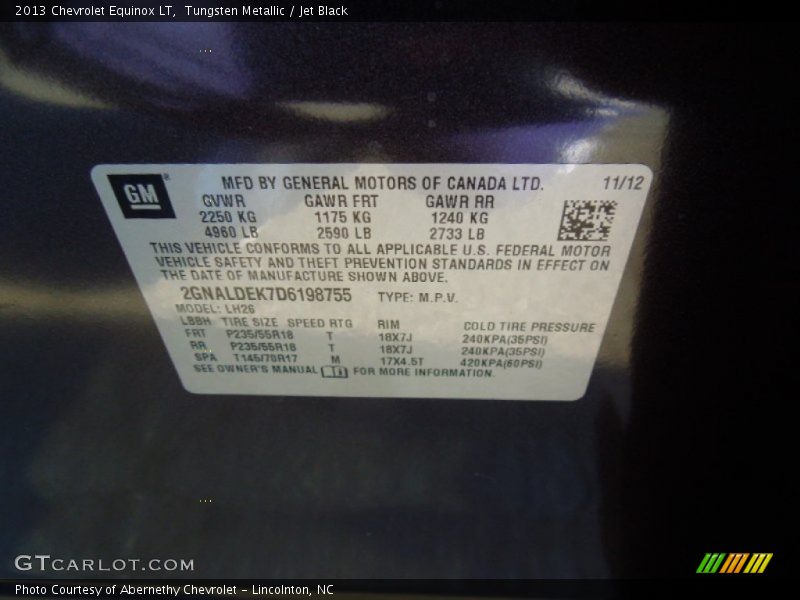 2013 Chevrolet Equinox LT, Tungsten Metallic / Jet Black
GM®
MFD BY GENERAL MOTORS OF CANADA LTD. 11/12
GVWR GAWR FRT GAWR RR
2250 KG 1175 KG 1240 KG
4960 LB 2590 LB 2733 LB
THIS VEHICLE CONFORMS TO ALL APPLICABLE U.S. FEDERAL MOTOR
VEHICLE SAFETY AND THEFT PREVENTION STANDARDS IN EFFECT ON
THE DATE OF MANUFACTURE SHOWN ABOVE.
2GNALDEK7D6198755 TYPE: M.P.V.
MODEL: LH26
LBBH TIRE SIZE SPEED RTG RIM COLD TIRE PRESSURE
FRT P235/55R18 T 18X7J 240KPA(35PSI)
RR P235/55R18 T 18X7J 240KPA(35PSI)
SPA T145/70R17 M 17X4.5T 420KPA(60PSI)
SEE OWNER'S MANUAL FOR MORE INFORMATION.
GTCARLOT.COM
Photo Courtesy of Abernethy Chevrolet – Lincolnton, NC